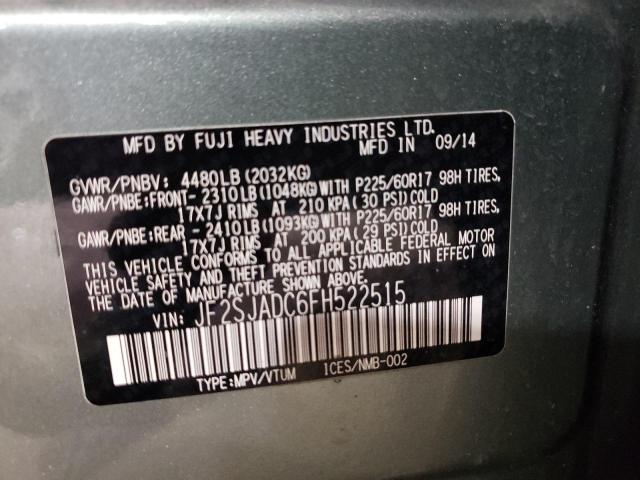 MFD BY FUJI HEAVY INDUSTRIES LTD.
MFD IN 09/14
GVWR/PNBV: 4480LB (2032KG)
GAWR/PNBE:FRONT- 2310LB(1048KG)WITH P225/60R17 98H TIRES,
17X7J RIMS AT 210 KPA( 30 PSI)COLD
GAWR/PNBE:REAR - 2410LB(1093KG)WITH P225/60R17 98H TIRES,
17X7J RIMS AT 200 KPA( 29 PSI)COLD
THIS VEHICLE CONFORMS TO ALL APPLICABLE FEDERAL MOTOR
VEHICLE SAFETY AND THEFT PREVENTION STANDARDS IN EFFECT ON
THE DATE OF MANUFACTURE SHOWN ABOVE.
VIN: JF2SJADC6FH522515
TYPE:MPV/VTUM ICES/NMB-002